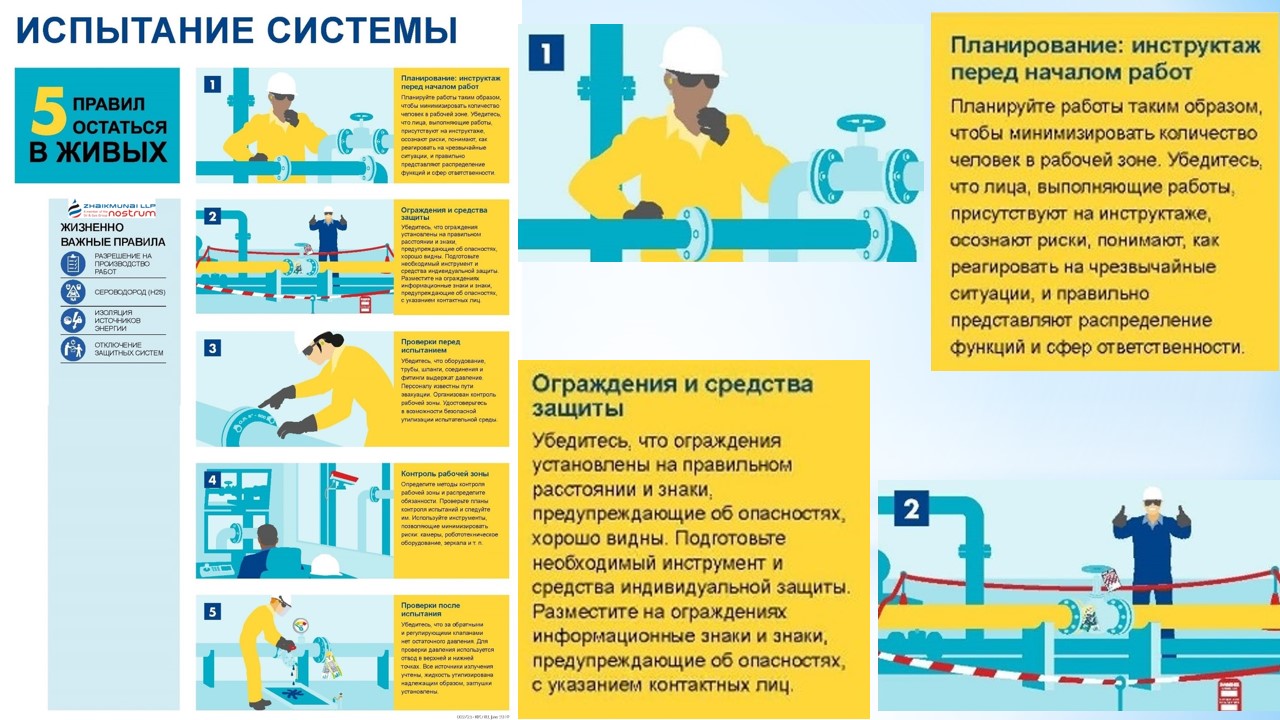 ИСПЫТАНИЕ СИСТЕМЫ
5 ПРАВИЛ
ОСТАТЬСЯ
В ЖИВЫХ
ZHAIKMUNAI LLP
nostrum
ЖИЗНЕННО
ВАЖНЫЕ ПРАВИЛА
РАЗРЕШЕНИЕ НА
ПРОИЗВОДСТВО
РАБОТ
СЕРОВОДОРОД (H2S)
ИЗОЛЯЦИЯ
ИСТОЧНИКОВ
ЭНЕРГИИ
ОТКЛЮЧЕНИЕ
ЗАЩИТНЫХ СИСТЕМ
1
Планирование: инструктаж
перед началом работ
Планируйте работы таким образом,
чтобы минимизировать количество
человек в рабочей зоне. Убедитесь,
что лица, выполняющие работы,
присутствуют на инструктаже,
осознают риски, понимают, как
реагировать на чрезвычайные
ситуации, и правильно
представляют распределение
функций и сфер ответственности.
2
Ограждения и средства
защиты
Убедитесь, что ограждения
установлены на правильном
расстоянии и знаки,
предупреждающие об опасностях,
хорошо видны. Подготовьте
необходимый инструмент и
средства индивидуальной защиты.
Разместите на ограждениях
информационные знаки и знаки,
предупреждающие об опасностях,
с указанием контактных лиц.
3
Проверки перед
испытанием
Убедитесь, что оборудование,
трубы, шланги, соединения и
фитинги выдержат давление.
Персоналу известны пути
эвакуации. Организован контроль
рабочей зоны. Удостоверьтесь
в возможности безопасной
утилизации испытательной среды.
4
Контроль рабочей зоны
Определите методы контроля
рабочей зоны и распределите
обязанности. Проверьте планы
контроля испытаний и следуйте
им. Используйте инструменты,
позволяющие минимизировать
риски: камеры, робототехническое
оборудование, зеркала и т. п.
5
Проверки после
испытания
Убедитесь, что за обратными
и регулирующими клапанами
нет остаточного давления. Для
проверки давления используется
отвод в верхней и нижней
точках. Все источники излучения
учтены, жидкость утилизирована
надлежащим образом, заглушки
установлены.
1
Планирование: инструктаж
перед началом работ
Планируйте работы таким образом,
чтобы минимизировать количество
человек в рабочей зоне. Убедитесь,
что лица, выполняющие работы,
присутствуют на инструктаже,
осознают риски, понимают, как
реагировать на чрезвычайные
ситуации, и правильно
представляют распределение
функций и сфер ответственности.
Ограждения и средства
защиты
Убедитесь, что ограждения
установлены на правильном
расстоянии и знаки,
предупреждающие об опасностях,
хорошо видны. Подготовьте
необходимый инструмент и
средства индивидуальной защиты.
Разместите на ограждениях
информационные знаки и знаки,
предупреждающие об опасностях,
с указанием контактных лиц.
2